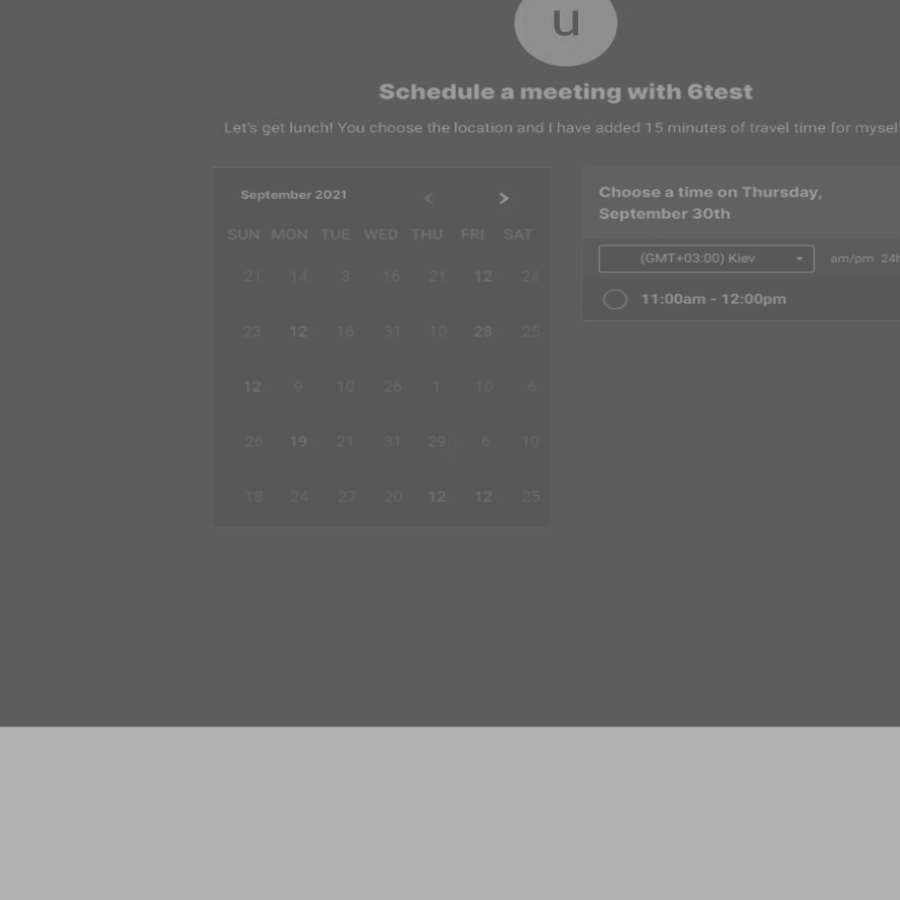 u
Schedule a meeting with 6test
Let's get lunch! You choose the location and I have added 15 minutes of travel time for mysel
September 2021 < >
SUN MON TUE WED THU FRI SAT
21 14 3 16 21 12 24
23 12 16 31 10 28 25
12 9 10 26 1 10 6
26 19 21 31 29 6 10
18 24 27 20 12 12 25
Choose a time on Thursday,
September 30th
(GMT+03:00) Kiev am/pm 24h
11:00am - 12:00pm